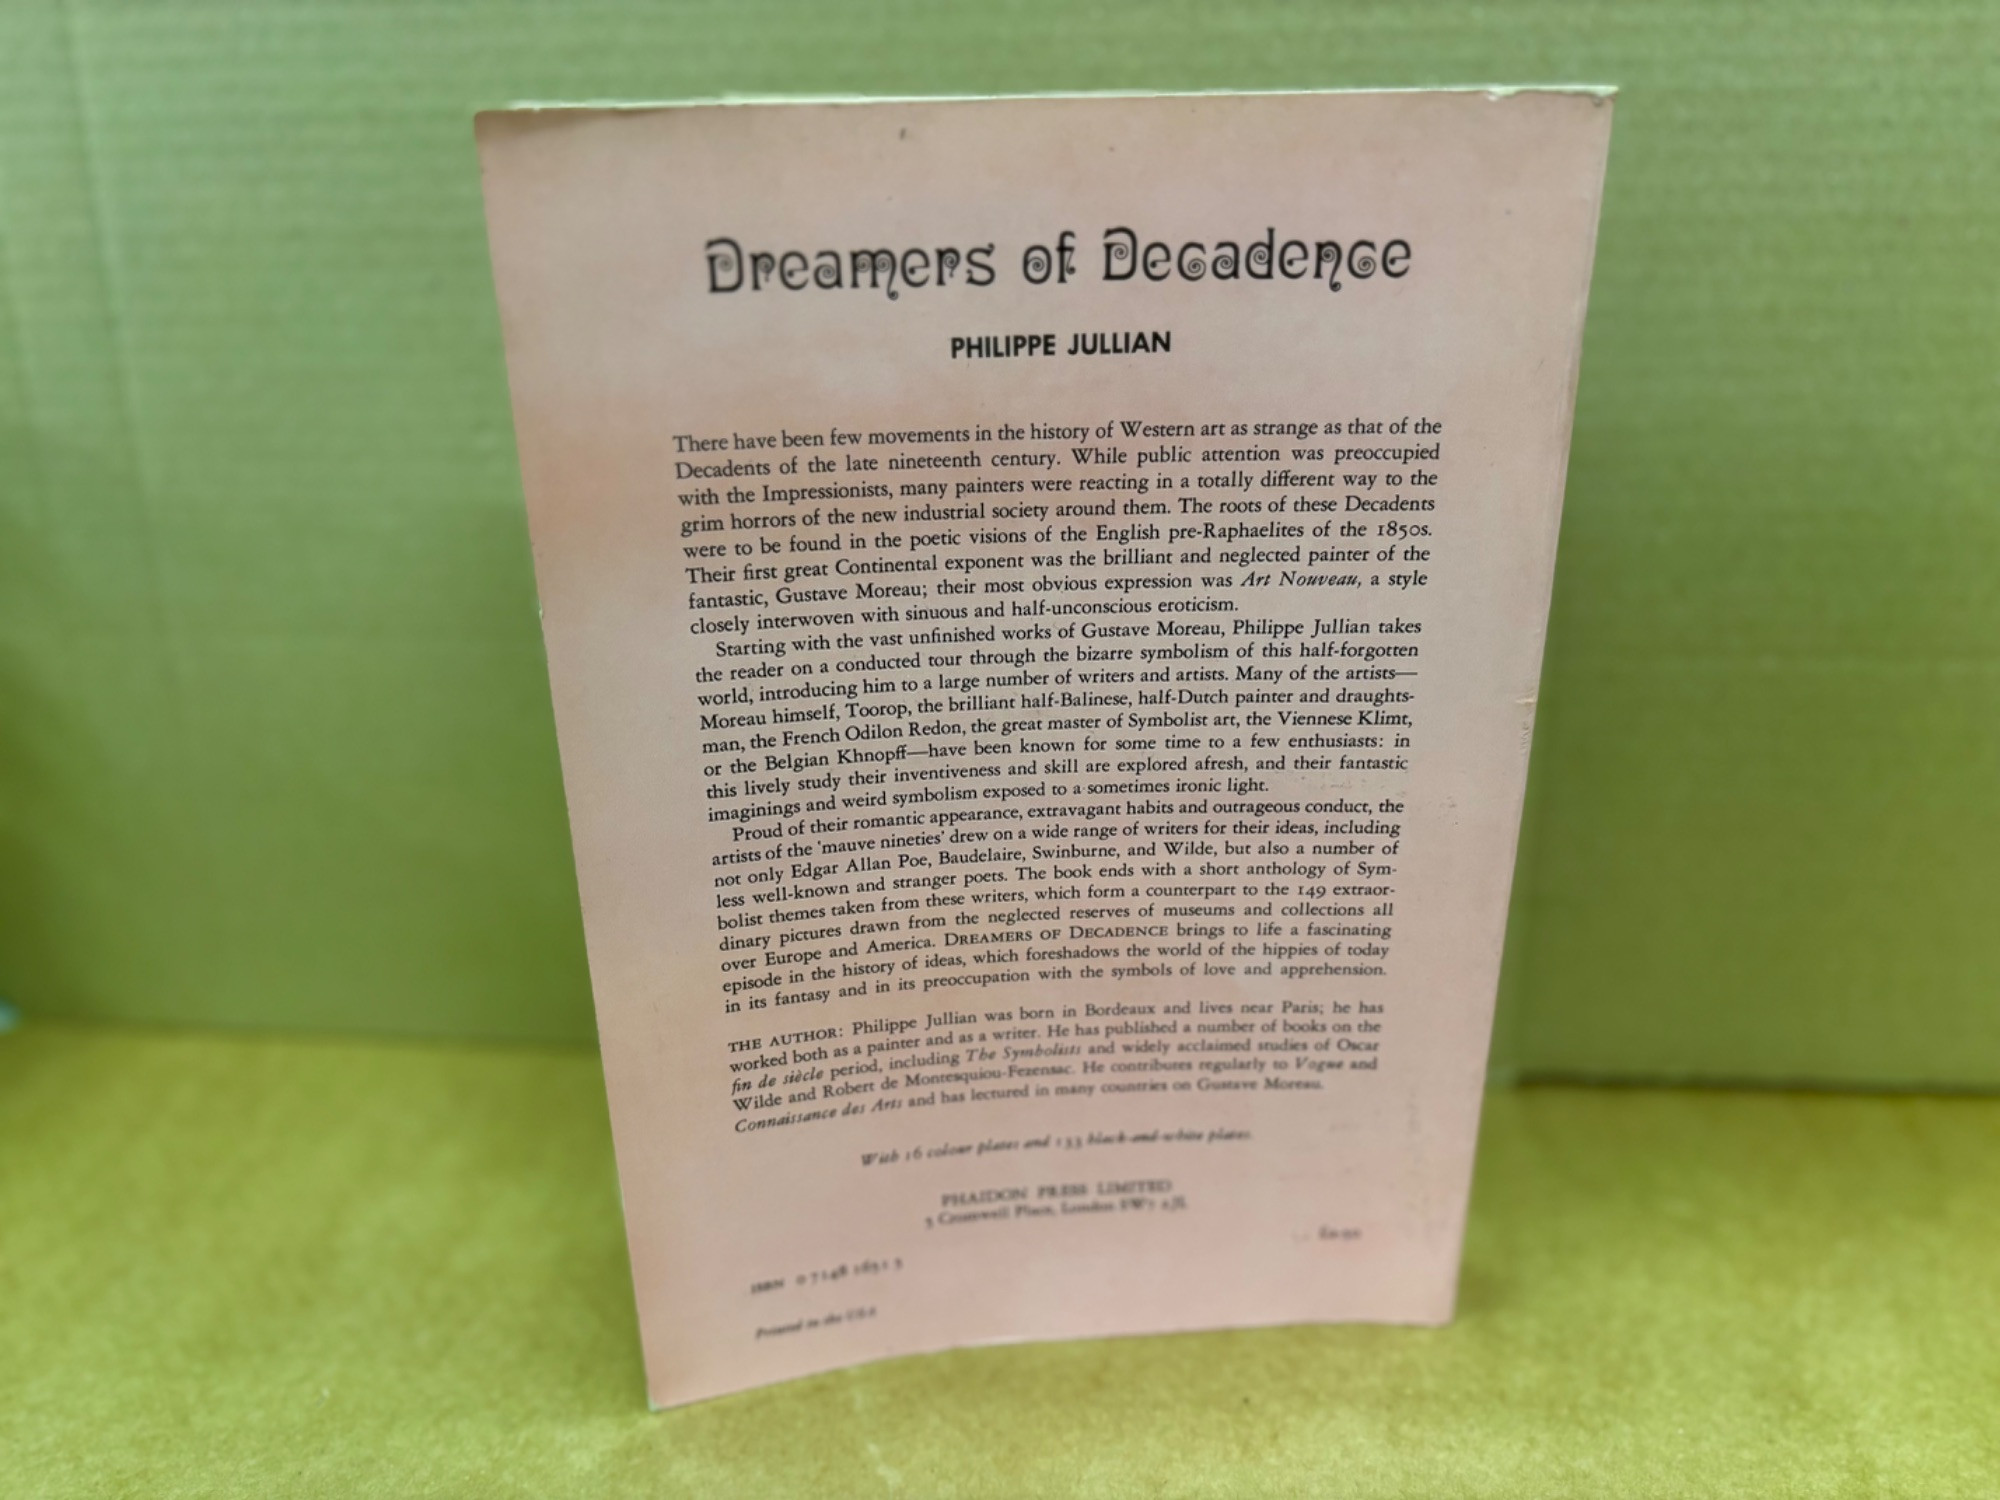 Dreamers of Decadence
PHILIPPE JULLIAN
There have been few movements in the history of Western art as strange as that of the
Decadents of the late nineteenth century. While public attention was preoccupied
with the Impressionists, many painters were reacting in a totally different way to the
grim horrors of the new industrial society around them. The roots of these Decadents
were to be found in the poetic visions of the English pre-Raphaelites of the 1850s.
Their first great Continental exponent was the brilliant and neglected painter of the
fantastic, Gustave Moreau; their most obvious expression was Art Nouveau, a style
closely interwoven with sinuous and half-unconscious eroticism.
Starting with the vast unfinished works of Gustave Moreau, Philippe Jullian takes
the reader on a conducted tour through the bizarre symbolism of this half-forgotten
world, introducing him to a large number of writers and artists. Many of the artists—
Moreau himself, Toorop, the brilliant half-Balinese, half-Dutch painter and draughts-
man, the French Odilon Redon, the great master of Symbolist art, the Viennese Klimt,
or the Belgian Khnopff—have been known for some time to a few enthusiasts: in
this lively study their inventiveness and skill are explored afresh, and their fantastic
imaginings and weird symbolism exposed to a sometimes ironic light.
Proud of their romantic appearance, extravagant habits and outrageous conduct, the
artists of the 'mauve nineties' drew on a wide range of writers for their ideas, including
not only Edgar Allan Poe, Baudelaire, Swinburne, and Wilde, but also a number of
less well-known and stranger poets. The book ends with a short anthology of Sym-
bolist themes taken from these writers, which form a counterpart to the 149 extraor-
dinary pictures drawn from the neglected reserves of museums and collections all
over Europe and America. DREAMERS OF DECADENCE brings to life a fascinating
episode in the history of ideas, which foreshadows the world of the hippies of today
in its fantasy and in its preoccupation with the symbols of love and apprehension.
THE AUTHOR: Philippe Jullian was born in Bordeaux and lives near Paris; he has
worked both as a painter and as a writer. He has published a number of books on the
fin de siècle period, including The Symbolists and widely acclaimed studies of Oscar
Wilde and Robert de Montesquiou-Fezensac. He contributes regularly to Vogue and
Connaissance des Arts and has lectured in many countries on Gustave Moreau.
With 16 colour plates and 133 black-and-white plates.
PHAIDON PRESS LIMITED
5 Cromwell Place, London SW7 2JL
ISBN 0 7148
Printed in the USA